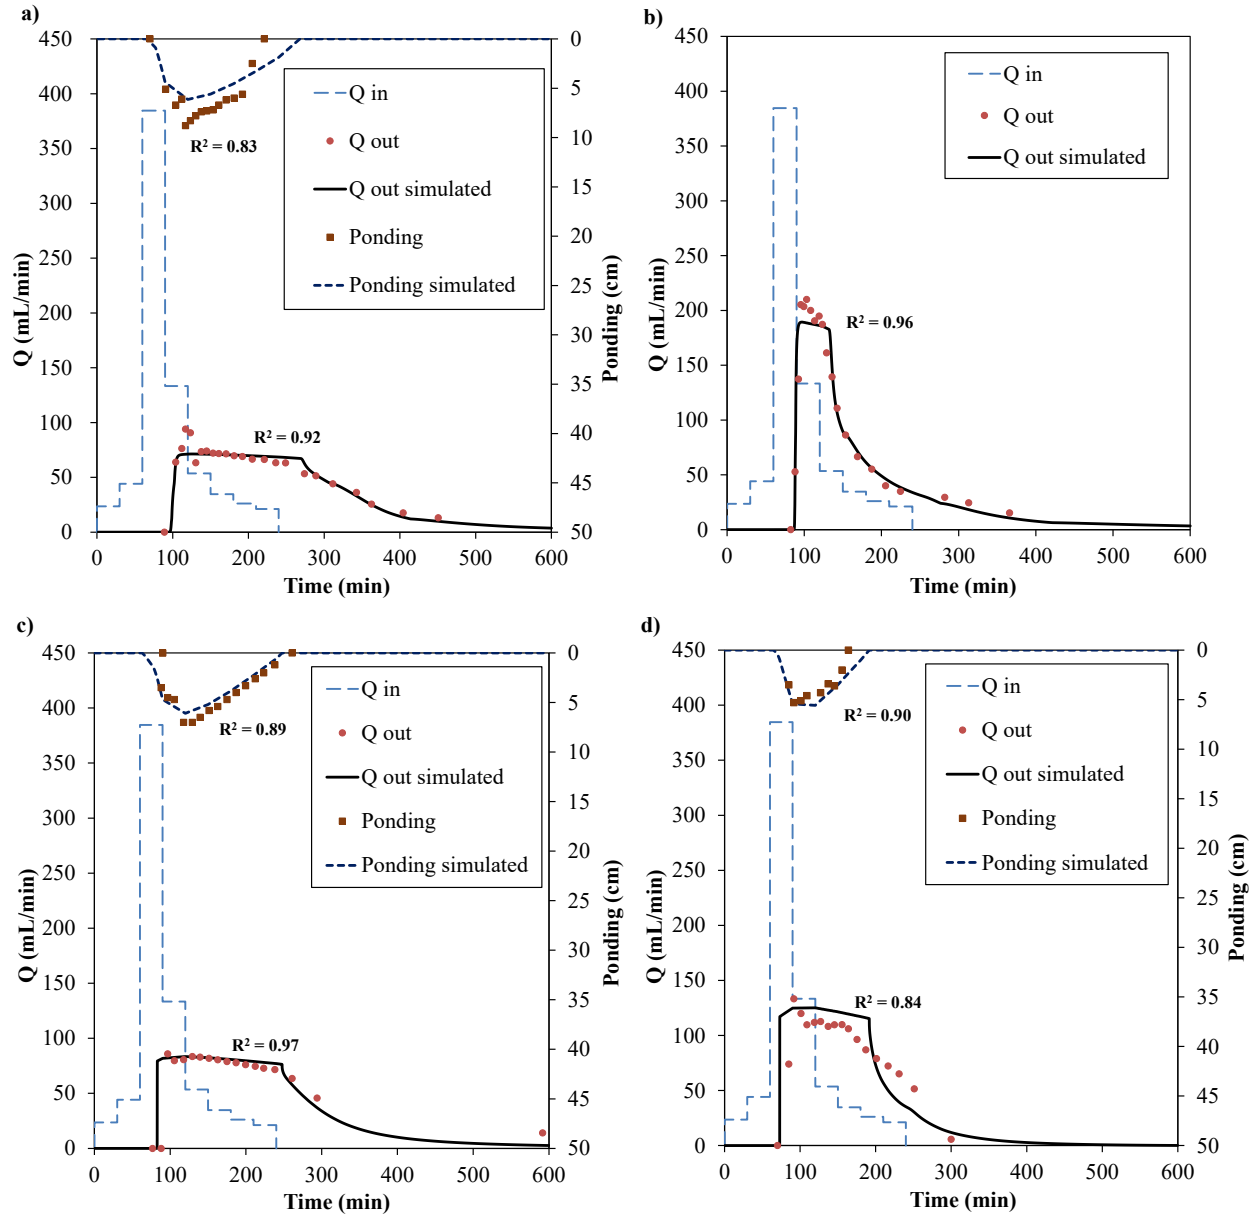 a)
450
400
350
300
250
200
150
100
50
0
Q (mL/min)
0
5
10
15
20
25
30
35
40
45
50
Ponding (cm)
0 100 200 300 400 500 600
Time (min)
Q in
Q out
Q out simulated
Ponding
Ponding simulated
R² = 0.83
R² = 0.92
b)
450
400
350
300
250
200
150
100
50
0
Q (mL/min)
0 100 200 300 400 500 600
Time (min)
Q in
Q out
Q out simulated
R² = 0.96
c)
450
400
350
300
250
200
150
100
50
0
Q (mL/min)
0
5
10
15
20
25
30
35
40
45
50
Ponding (cm)
0 100 200 300 400 500 600
Time (min)
Q in
Q out
Q out simulated
Ponding
Ponding simulated
R² = 0.89
R² = 0.97
d)
450
400
350
300
250
200
150
100
50
0
Q (mL/min)
0
5
10
15
20
25
30
35
40
45
50
Ponding (cm)
0 100 200 300 400 500 600
Time (min)
Q in
Q out
Q out simulated
Ponding
Ponding simulated
R² = 0.90
R² = 0.84